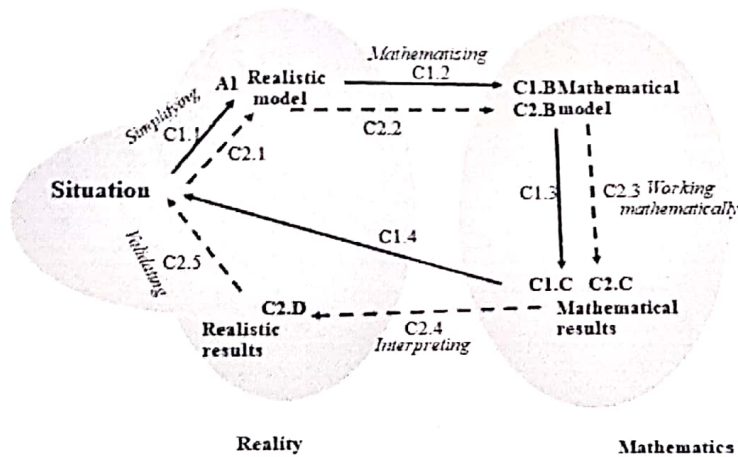 Mathematising
C1.2
A1 Realistic
model
C1.B Mathematical
C2.B model
Simplifying
C1.1
C2.1
C2.2
Situation
C1.3
C2.3 Working
mathematically
C1.4
Validating
C2.5
C1.C C2.C
Mathematical
results
C2.D
Realistic
results
C2.4
Interpreting
Reality
Mathematics